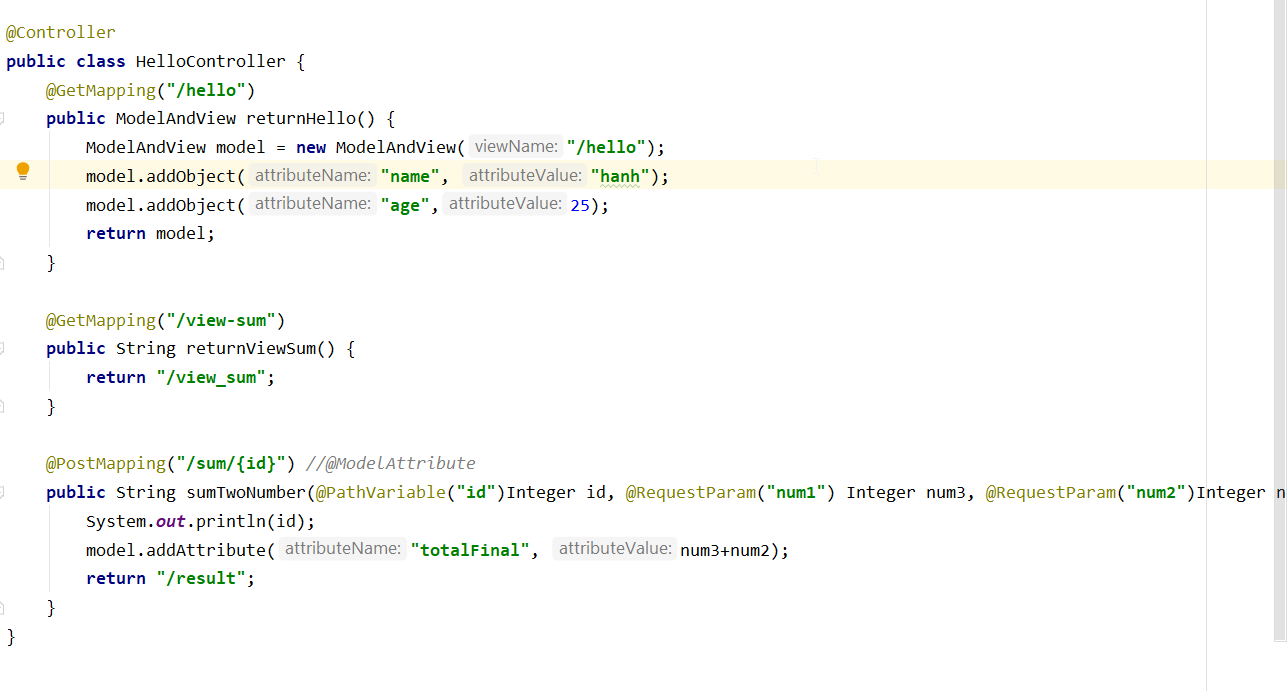 @Controller
public class HelloController {
    @GetMapping("/hello")
    public ModelAndView returnHello() {
        ModelAndView model = new ModelAndView( viewName: "/hello");
        model.addObject( attributeName: "name", attributeValue: "hanh");
        model.addObject( attributeName: "age", attributeValue: 25);
        return model;
    }
    @GetMapping("/view-sum")
    public String returnViewSum() {
        return "/view_sum";
    }
    @PostMapping("/sum/{id}") //@ModelAttribute
    public String sumTwoNumber(@PathVariable("id")Integer id, @RequestParam("num1") Integer num3, @RequestParam("num2")Integer n
        System.out.println(id);
        model.addAttribute( attributeName: "totalFinal", attributeValue: num3+num2);
        return "/result";
    }
}